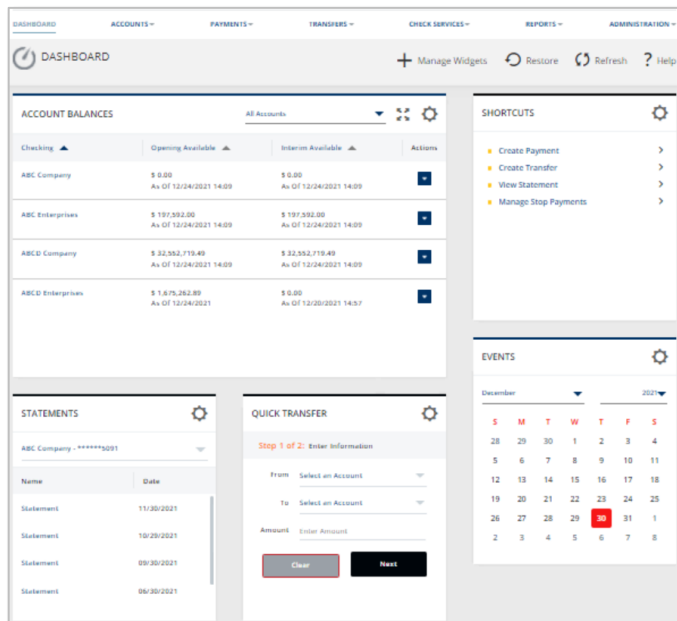 DASHBOARD ACCOUNTS PAYMENTS TRANSFERS CHECK SERVICES REPORTS ADMINISTRATION
DASHBOARD Manage Widgets Restore Refresh ? Help
ACCOUNT BALANCES All Accounts
Checking Opening Available Interim Available Actions
ABC Company $ 0.00 $ 0.00
As Of 12/24/2021 14:09 As Of 12/24/2021 14:09
ABC Enterprises $ 197,592.00 $ 197,592.00
As Of 12/24/2021 14:09 As Of 12/24/2021 14:09
ABCD Company $ 32,552,719.49 $ 32,552,719.49
As Of 12/24/2021 14:09 As Of 12/24/2021 14:09
ABCD Enterprises $ 1,675,262.89 $ 0.00
As Of 12/24/2021 As Of 12/20/2021 14:57
SHORTCUTS
Create Payment
Create Transfer
View Statement
Manage Stop Payments
STATEMENTS
ABC Company - ******5091
Name Date
Statement 11/30/2021
Statement 10/29/2021
Statement 09/30/2021
Statement 06/30/2021
QUICK TRANSFER
Step 1 of 2: Enter Information
From Select an Account
To Select an Account
Amount Enter Amount
Clear Next
EVENTS
December 2021
S M T W T F S
28 29 30 1 2 3 4
5 6 7 8 9 10 11
12 13 14 15 16 17 18
19 20 21 22 23 24 25
26 27 28 29 30 31 1
2 3 4 5 6 7 8